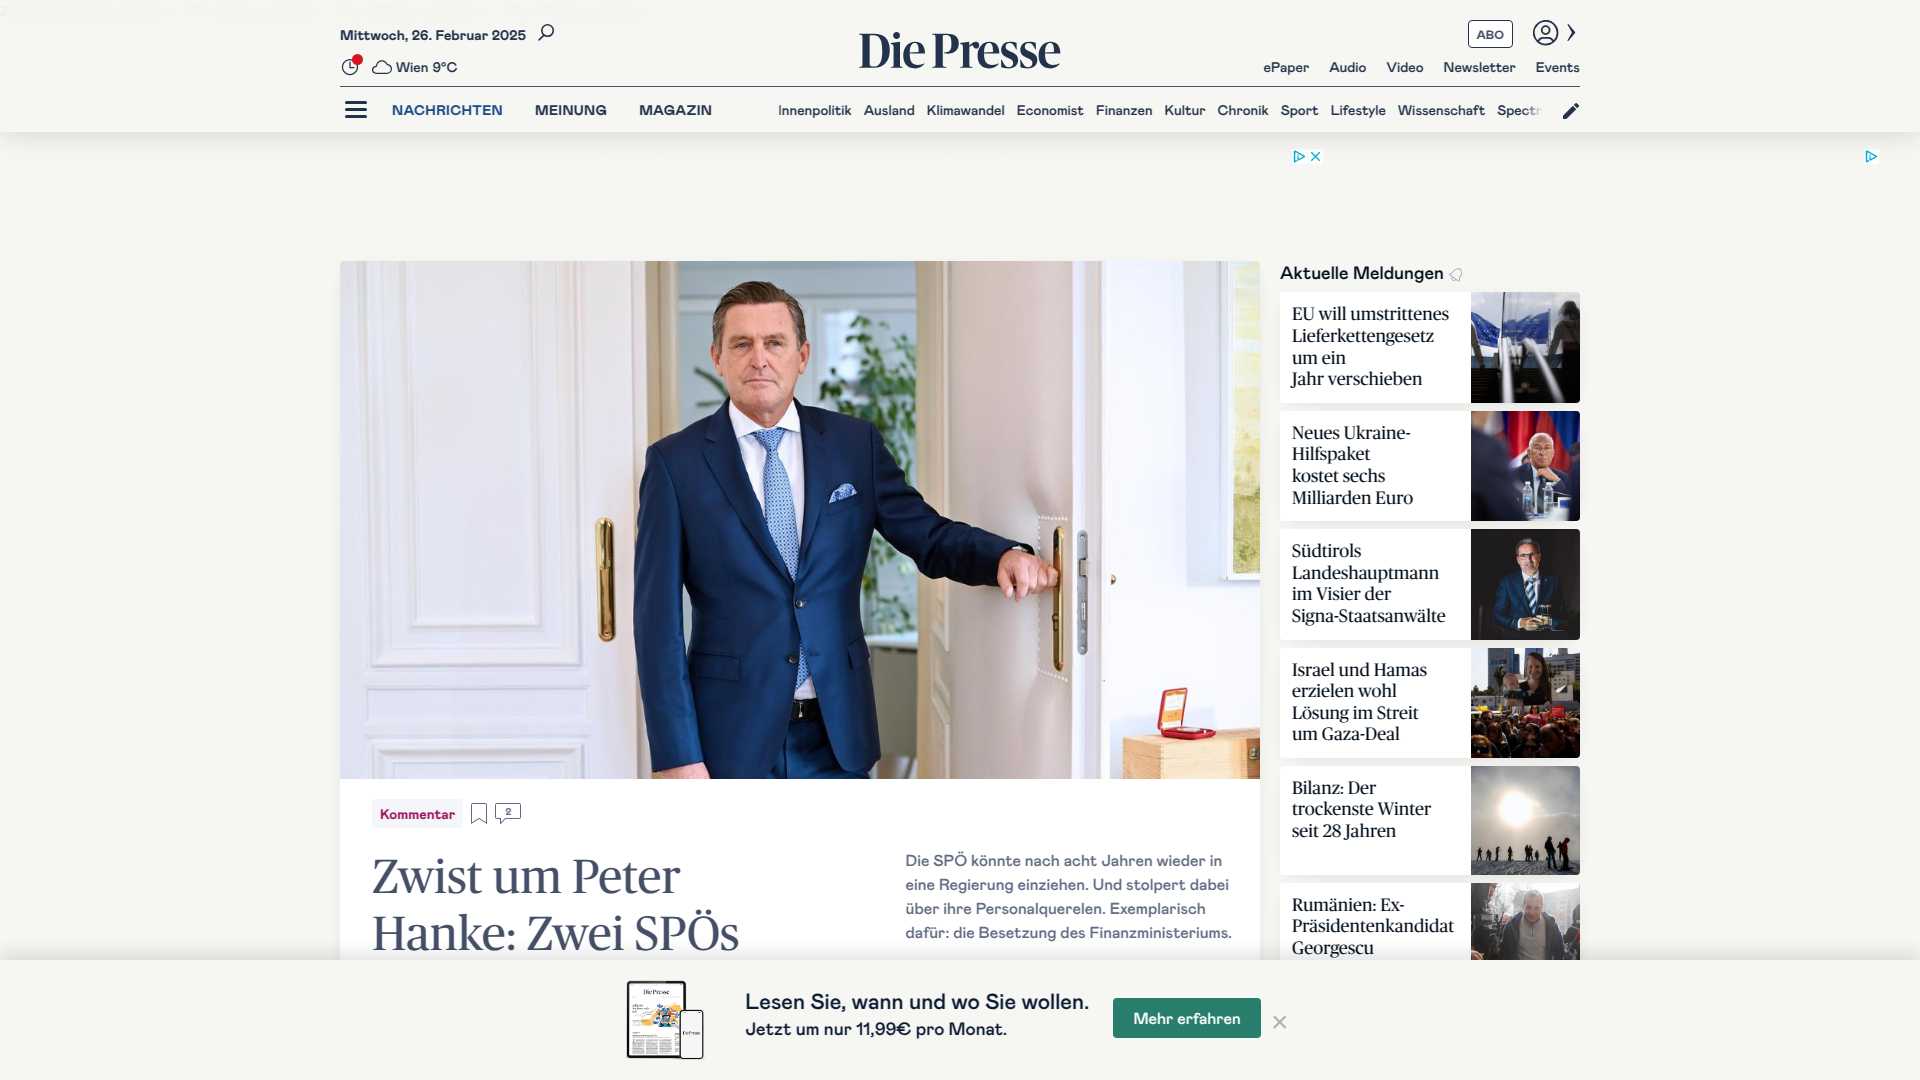 Mittwoch, 26. Februar 2025
Wien 9°C
Die Presse
ABO
ePaper Audio Video Newsletter Events
NACHRICHTEN MEINUNG MAGAZIN
Innenpolitik Ausland Klimawandel Economist Finanzen Kultur Chronik Sport Lifestyle Wissenschaft Spectr
Kommentar
2
Zwist um Peter
Hanke: Zwei SPÖs
Die SPÖ könnte nach acht Jahren wieder in
eine Regierung einziehen. Und stolpert dabei
über ihre Personalquerelen. Exemplarisch
dafür: die Besetzung des Finanzministeriums.
Aktuelle Meldungen
EU will umstrittenes
Lieferkettengesetz
um ein
Jahr verschieben
Neues Ukraine-
Hilfspaket
kostet sechs
Milliarden Euro
Südtirols
Landeshauptmann
im Visier der
Signa-Staatsanwälte
Israel und Hamas
erzielen wohl
Lösung im Streit
um Gaza-Deal
Bilanz: Der
trockenste Winter
seit 28 Jahren
Rumänien: Ex-
Präsidentenkandidat
Georgescu
Die Presse
Die Presse
Lesen Sie, wann und wo Sie wollen.
Jetzt um nur 11,99€ pro Monat.
Mehr erfahren